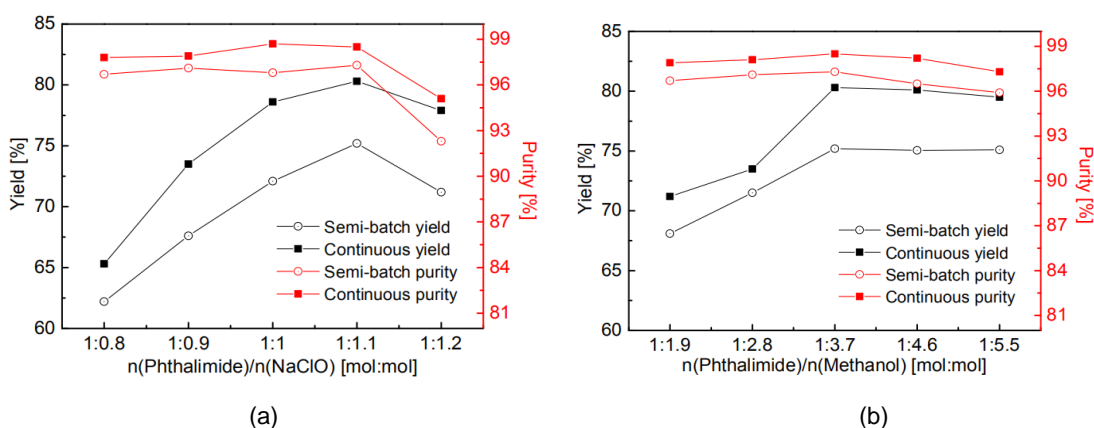 85
80
75
70
65
60
Yield [%]
99
96
93
90
87
84
81
Purity [%]
Semi-batch yield
Continuous yield
Semi-batch purity
Continuous purity
1:0.8 1:0.9 1:1 1:1.1 1:1.2
n(Phthalimide)/n(NaClO) [mol:mol]
(a)
85
80
75
70
65
60
Yield [%]
99
96
93
90
87
84
81
Purity [%]
Semi-batch yield
Continuous yield
Semi-batch purity
Continuous purity
1:1.9 1:2.8 1:3.7 1:4.6 1:5.5
n(Phthalimide)/n(Methanol) [mol:mol]
(b)